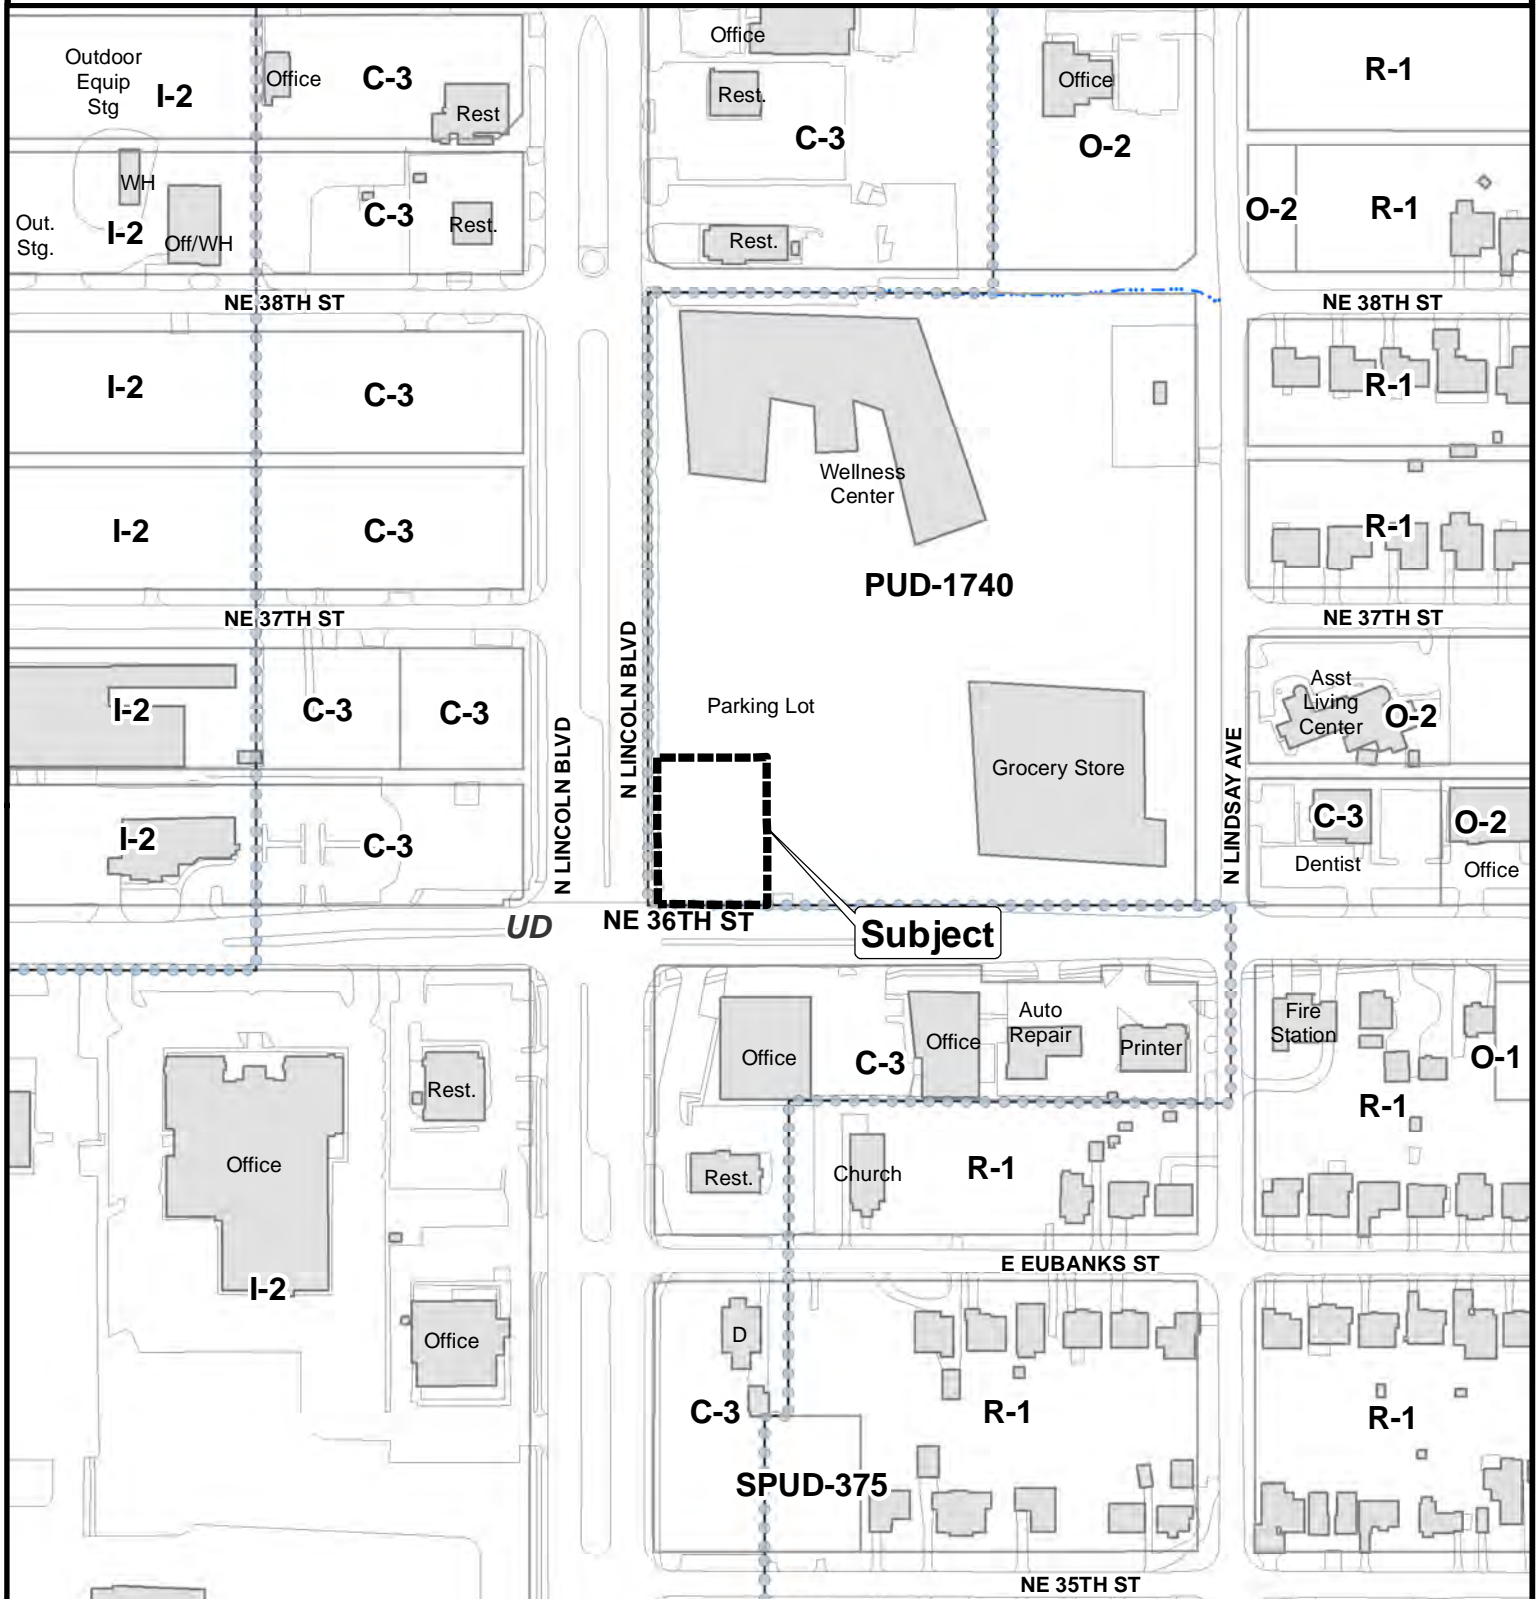 Office
Outdoor
Equip
Stg
I-2
Office
C-3
Rest
Rest.
C-3
Office
O-2
R-1
WH
Out.
Stg.
I-2
Off/WH
C-3
Rest.
Rest.
O-2
R-1
NE 38TH ST
NE 38TH ST
I-2
C-3
R-1
Wellness
Center
I-2
C-3
R-1
PUD-1740
NE 37TH ST
NE 37TH ST
N LINCOLN BLVD
N LINCOLN BLVD
I-2
C-3
C-3
Parking Lot
Asst
Living
Center
O-2
Grocery Store
N LINDSAY AVE
I-2
C-3
C-3
Dentist
O-2
Office
UD
NE 36TH ST
Subject
Office
C-3
Office
Auto
Repair
Printer
Fire
Station
O-1
R-1
Rest.
Office
Rest.
Church
R-1
E EUBANKS ST
I-2
Office
D
C-3
R-1
R-1
SPUD-375
NE 35TH ST